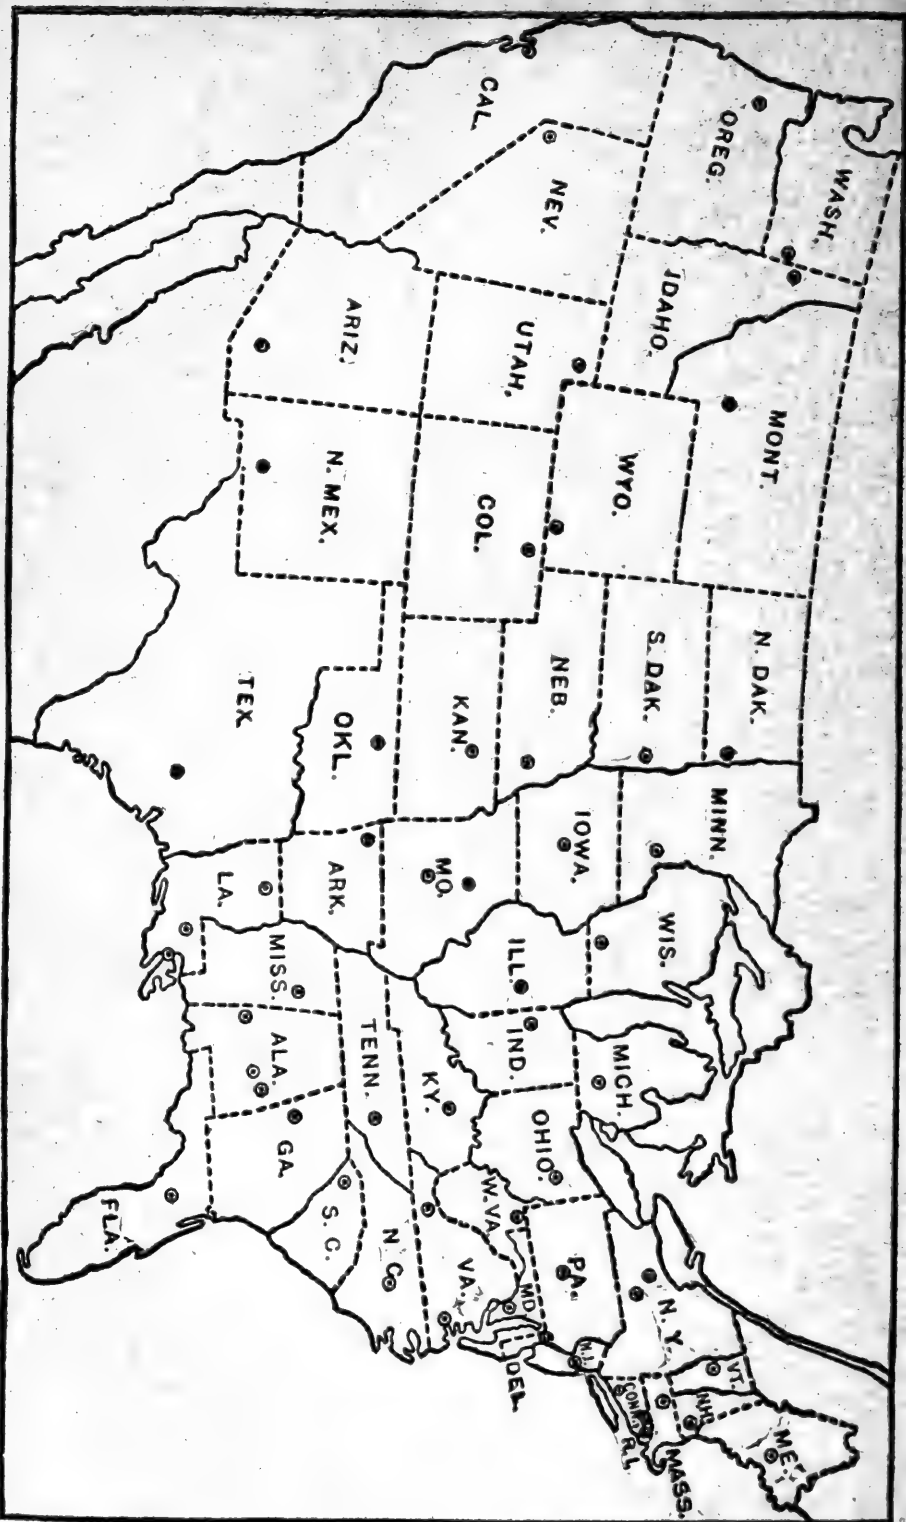 WASH.
OREG.
CAL.
NEV.
IDAHO.
MONT.
WYO.
UTAH.
ARIZ.
COL.
N. MEX.
N. DAK.
S. DAK.
NEB.
KAN.
OKL.
TEX.
MINN.
IOWA.
MO.
ARK.
LA.
WIS.
ILL.
MICH.
IND.
OHIO.
KY.
TENN.
MISS.
ALA.
GA.
FLA.
S. C.
N C.
VA.
W.VA.
MD.
DEL.
PA.
N.J.
N. Y.
CONN.
R.I.
MASS.
VT.
N.H.
ME.